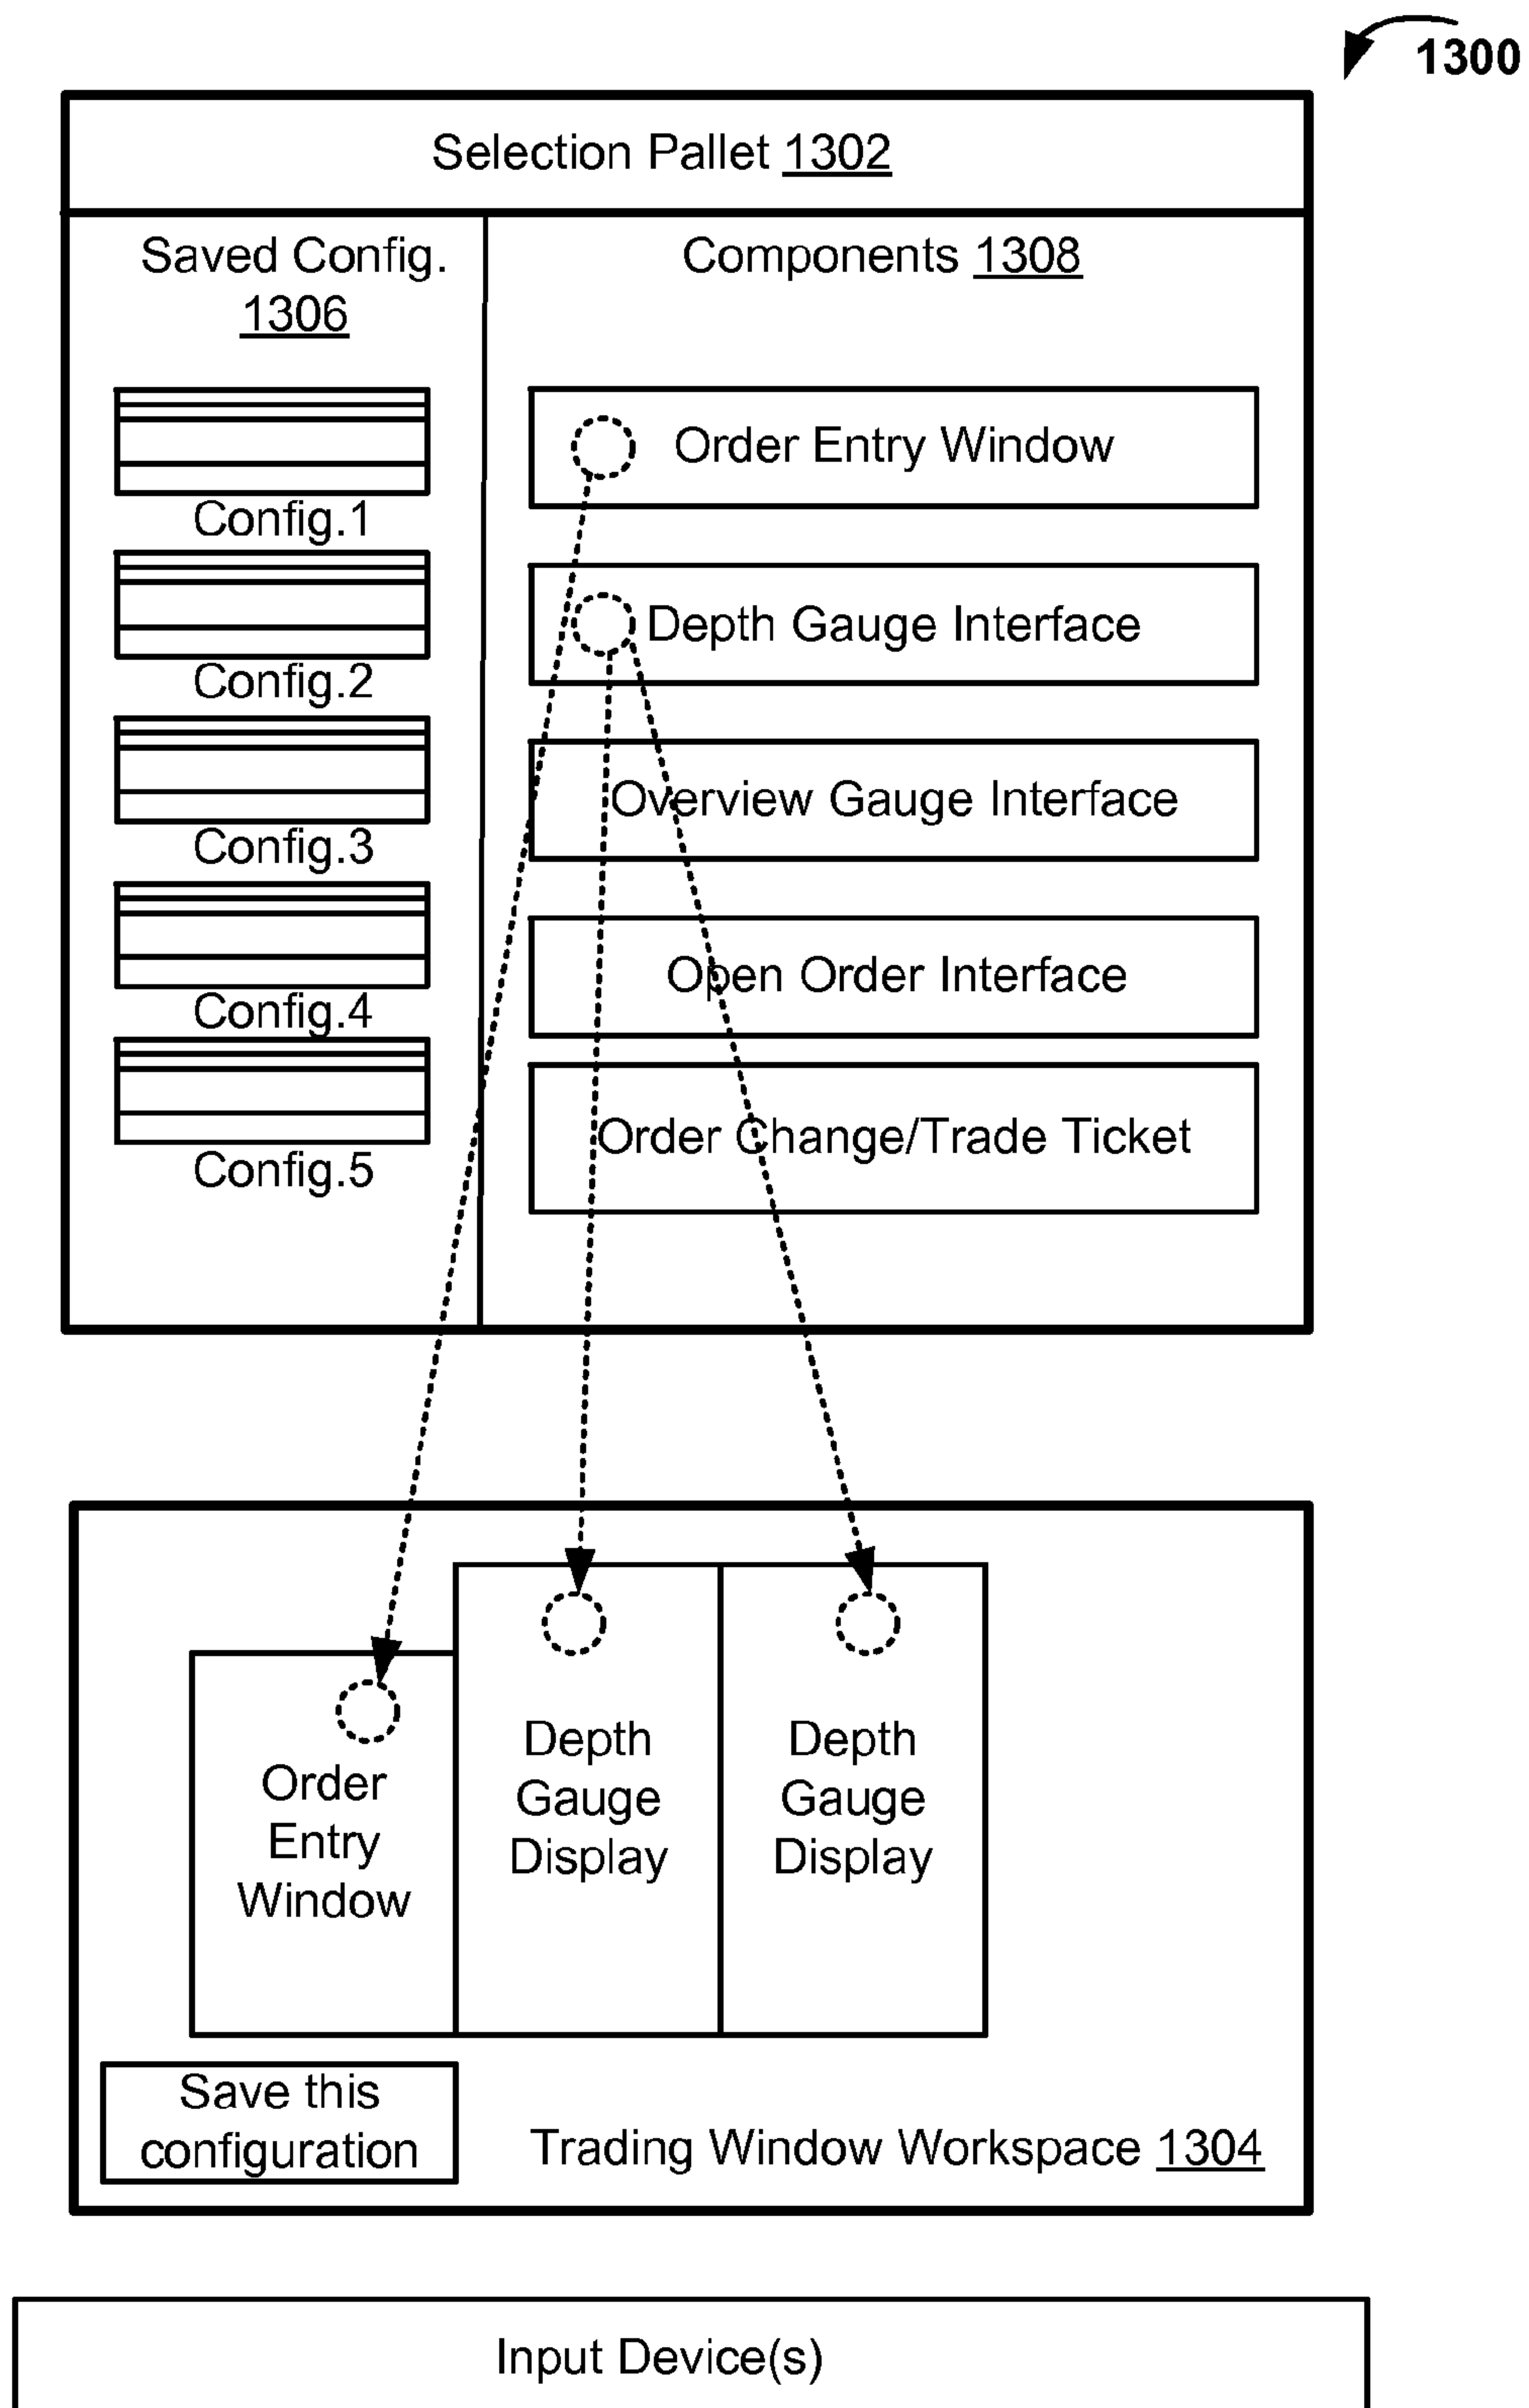 1300
Selection Pallet 1302
Saved Config.
1306
Config.1
Config.2
Config.3
Config.4
Config.5
Components 1308
Order Entry Window
Depth Gauge Interface
Overview Gauge Interface
Open Order Interface
Order Change/Trade Ticket
Order
Entry
Window
Depth
Gauge
Display
Depth
Gauge
Display
Save this
configuration
Trading Window Workspace 1304
Input Device(s)